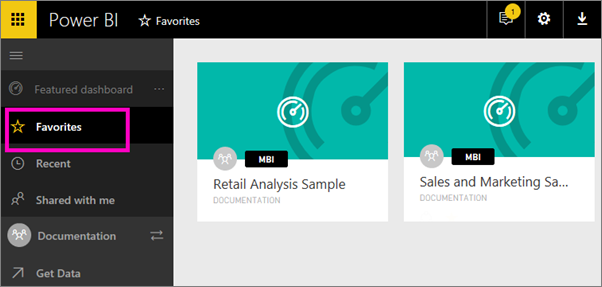 Power BI
Favorites
1
Featured dashboard
Favorites
Recent
Shared with me
Documentation
Get Data
MBI
Retail Analysis Sample
DOCUMENTATION
MBI
Sales and Marketing Sa...
DOCUMENTATION